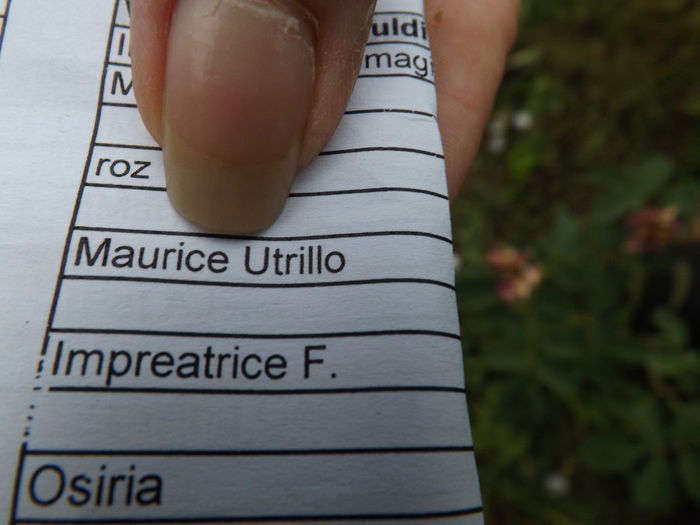 uldi
mag
M
roz
Maurice Utrillo
Impreatrice F.
Osiria